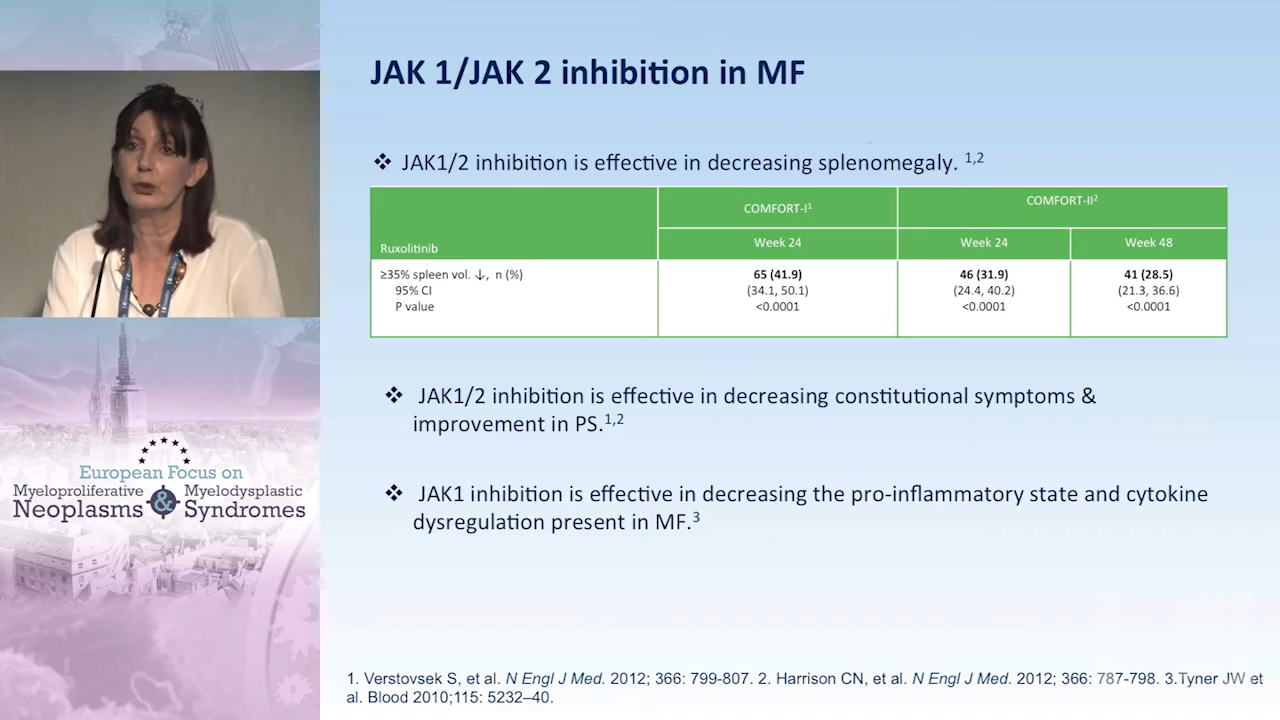 JAK 1/JAK 2 inhibition in MF
❖ JAK1/2 inhibition is effective in decreasing splenomegaly. 1,2
Ruxolitinib
COMFORT-I1
COMFORT-II2
Week 24
Week 24
Week 48
≥35% spleen vol. ↓, n (%)
65 (41.9)
46 (31.9)
41 (28.5)
95% CI
(34.1, 50.1)
(24.4, 40.2)
(21.3, 36.6)
P value
<0.0001
<0.0001
<0.0001
❖ JAK1/2 inhibition is effective in decreasing constitutional symptoms &
improvement in PS.1,2
❖ JAK1 inhibition is effective in decreasing the pro-inflammatory state and cytokine
dysregulation present in MF.3
1. Verstovsek S, et al. N Engl J Med. 2012; 366: 799-807. 2. Harrison CN, et al. N Engl J Med. 2012; 366: 787-798. 3.Tyner JW et
al. Blood 2010;115: 5232–40.
European Focus on
Myeloproliferative & Myelodysplastic
Neoplasms Syndromes